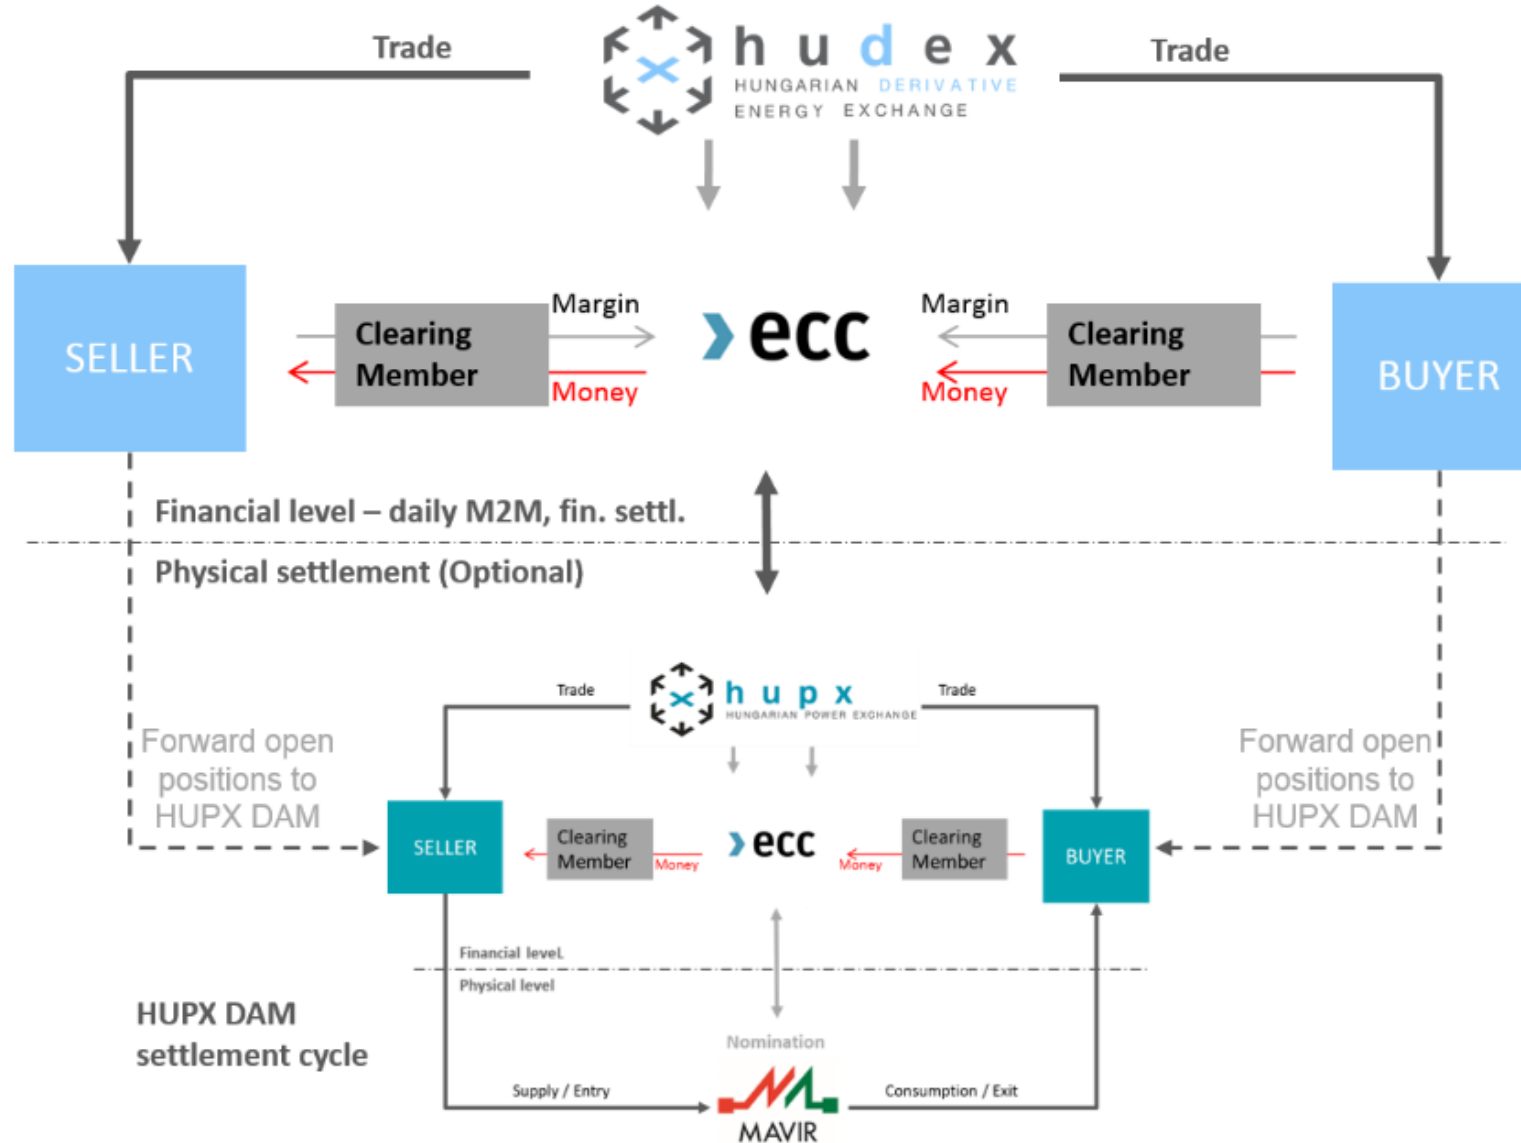 Trade
hudex
Trade
HUNGARIAN DERIVATIVE
ENERGY EXCHANGE
SELLER
Clearing
Member
Margin
Money
ecc
Margin
Money
Clearing
Member
BUYER
Financial level – daily M2M, fin. settl.
Physical settlement (Optional)
Trade
hupx
HUNGARIAN POWER EXCHANGE
Trade
Forward open
positions to
HUPX DAM
Forward open
positions to
HUPX DAM
SELLER
Clearing
Member
Money
ecc
Money
Clearing
Member
BUYER
Financial level.
Physical level
HUPX DAM
settlement cycle
Nomination
Supply / Entry
Consumption / Exit
MAVIR